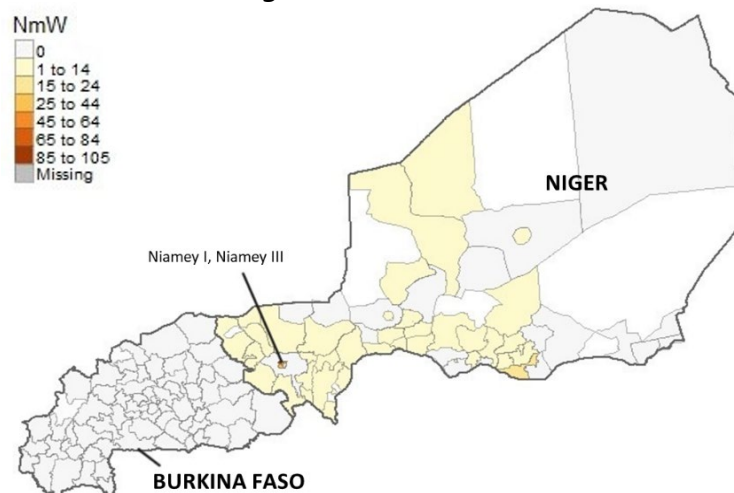 NmW
0
1 to 14
15 to 24
25 to 44
45 to 64
65 to 84
85 to 105
Missing
NIGER
Niamey I, Niamey III
BURKINA FASO